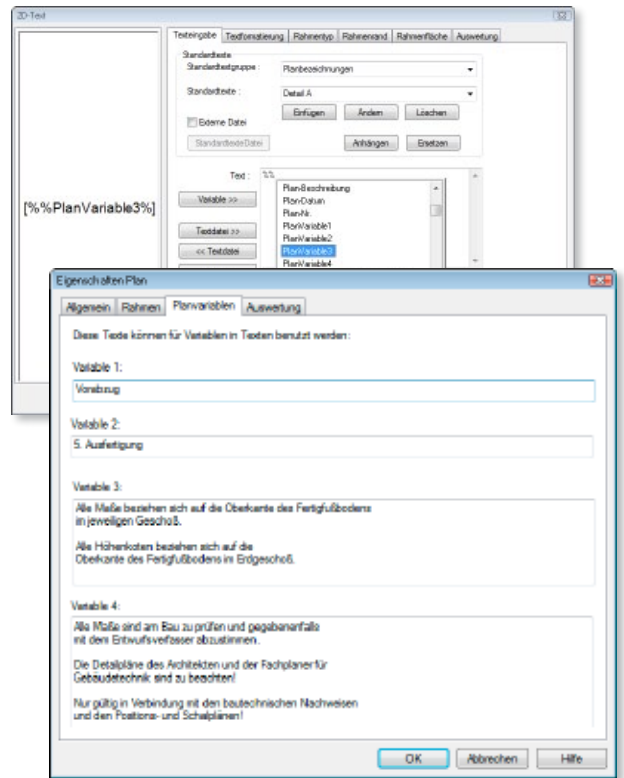 2D-Text
Texteingabe Textformatierung Rahmentyp Rahmenrand Rahmenfläche Auswertung
Standardtexte
Standardtextgruppe : Planbezeichnungen
Standardtexte : Detail A
Einfügen Ändern Löschen
Externe Datei
StandardtexteDatei Anhängen Ersetzen
Text : %%
[%%PlanVariable3%]
Variable >>
Textdatei >>
<< Textdatei
Plan-Beschreibung
Plan-Datum
Plan-Nr.
PlanVariable1
PlanVariable2
PlanVariable3
PlanVariable4
Eigenschaften Plan
Allgemein Rahmen Planvariablen Auswertung
Diese Texte können für Variablen in Texten benutzt werden:
Variable 1:
Vorabzug
Variable 2:
5. Ausfertigung
Variable 3:
Alle Maße beziehen sich auf die Oberkante des Fertigfußbodens
im jeweiligen Geschoß.
Alle Höhenkoten beziehen sich auf die
Oberkante des Fertigfußbodens im Erdgeschoß.
Variable 4:
Alle Maße sind am Bau zu prüfen und gegebenenfalls
mit dem Entwurfsverfasser abzustimmen.
Die Detailpläne des Architekten und der Fachplaner für
Gebäudetechnik sind zu beachten!
Nur gültig in Verbindung mit den bautechnischen Nachweisen
und den Positions- und Schalplänen!
OK Abbrechen Hilfe